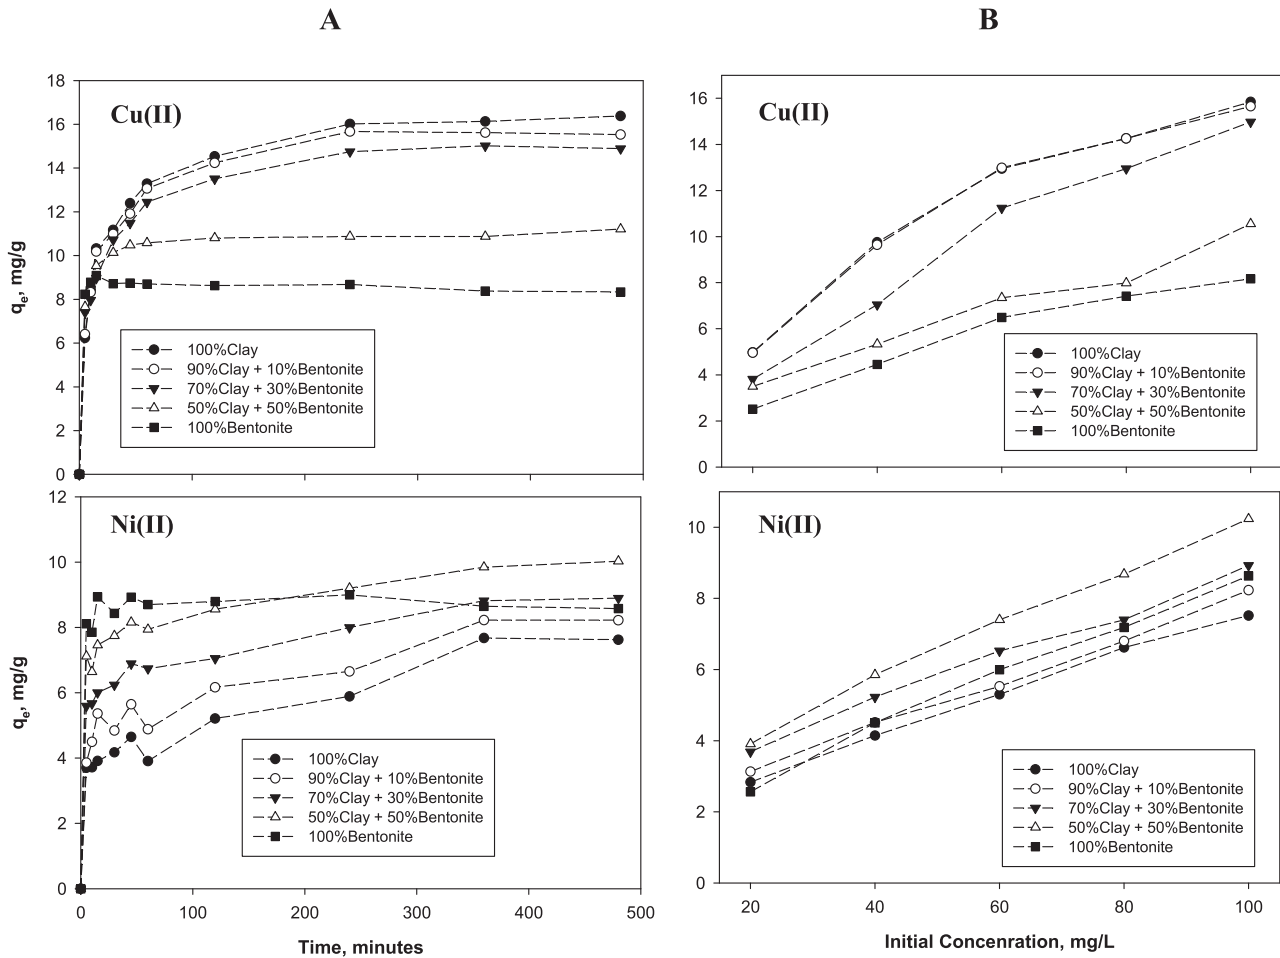 A
B
Cu(II)
18
16
14
12
10
8
6
4
2
0
qe, mg/g
100%Clay
90%Clay + 10%Bentonite
70%Clay + 30%Bentonite
50%Clay + 50%Bentonite
100%Bentonite
Cu(II)
16
14
12
10
8
6
4
2
0
100%Clay
90%Clay + 10%Bentonite
70%Clay + 30%Bentonite
50%Clay + 50%Bentonite
100%Bentonite
Ni(II)
12
10
8
6
4
2
0
qe, mg/g
100%Clay
90%Clay + 10%Bentonite
70%Clay + 30%Bentonite
50%Clay + 50%Bentonite
100%Bentonite
0 100 200 300 400 500
Time, minutes
Ni(II)
10
8
6
4
2
0
100%Clay
90%Clay + 10%Bentonite
70%Clay + 30%Bentonite
50%Clay + 50%Bentonite
100%Bentonite
20 40 60 80 100
Initial Concenration, mg/L